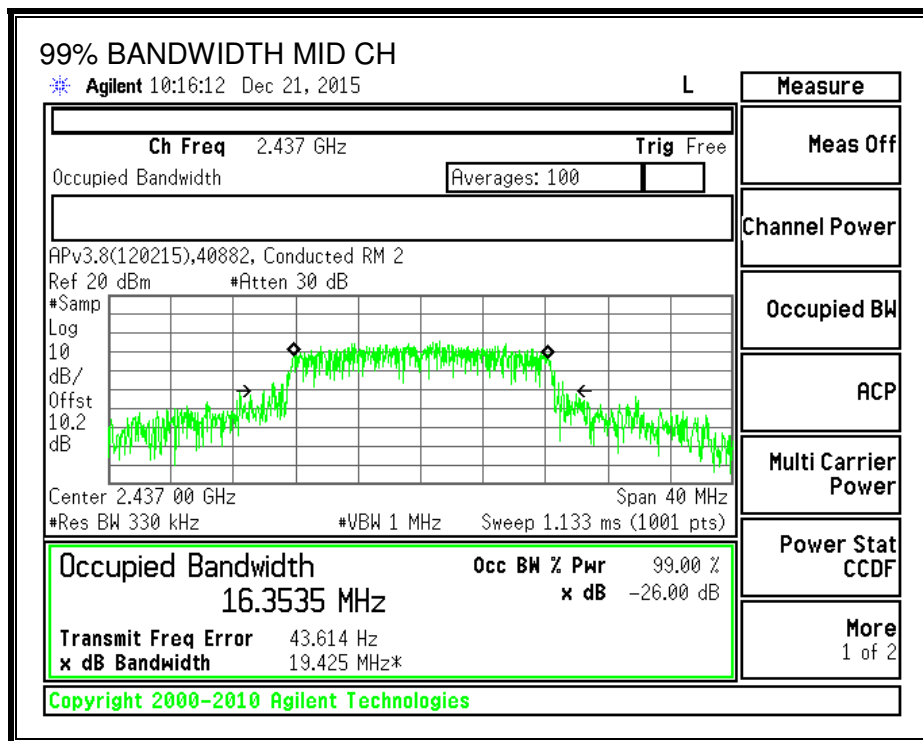 99% BANDWIDTH MID CH
Agilent 10:16:12 Dec 21, 2015 L
Measure
Ch Freq 2.437 GHz Trig Free
Meas Off
Occupied Bandwidth Averages: 100
Channel Power
APv3.8(120215),40882, Conducted RM 2
Ref 20 dBm #Atten 30 dB
#Samp
Log
10
dB/
Offst
10.2
dB
Occupied BW
ACP
Center 2.437 00 GHz Span 40 MHz
#Res BW 330 kHz #VBW 1 MHz Sweep 1.133 ms (1001 pts)
Multi Carrier
Power
Occupied Bandwidth Occ BW % Pwr 99.00 %
16.3535 MHz x dB -26.00 dB
Transmit Freq Error 43.614 Hz
x dB Bandwidth 19.425 MHz*
Power Stat
CCDF
More
1 of 2
Copyright 2000-2010 Agilent Technologies